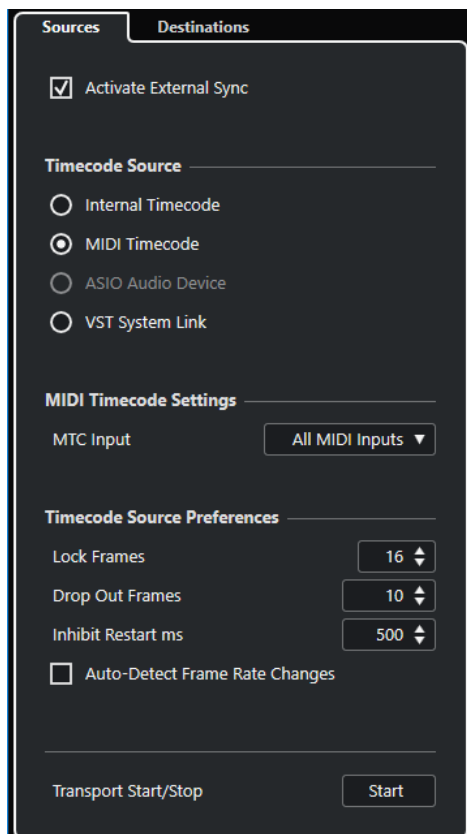 Sources Destinations
Activate External Sync
Timecode Source
Internal Timecode
MIDI Timecode
ASIO Audio Device
VST System Link
MIDI Timecode Settings
MTC Input All MIDI Inputs
Timecode Source Preferences
Lock Frames 16
Drop Out Frames 10
Inhibit Restart ms 500
Auto-Detect Frame Rate Changes
Transport Start/Stop Start